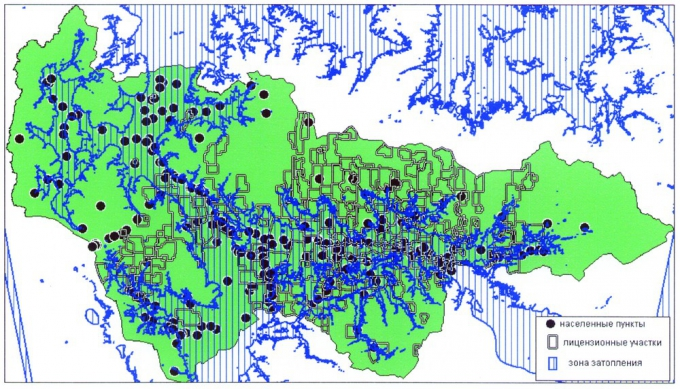 населенные пункты
лицензионные участки
зона затопления